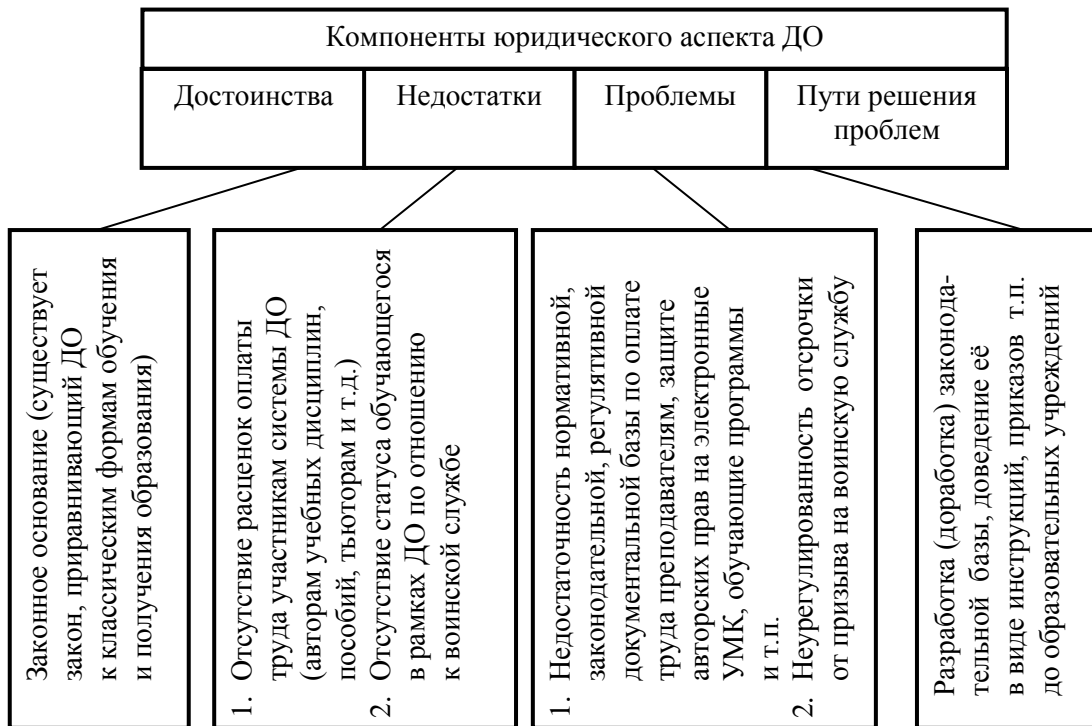 Компоненты юридического аспекта ДО
Достоинства
Недостатки
Проблемы
Пути решения
проблем
Законное основание (существует
закон, приравнивающий ДО
к классическим формам обучения
и получения образования)
1. Отсутствие расценок оплаты
труда участникам системы ДО
(авторам учебных дисциплин,
пособий, тьюторам и т.д.)
2. Отсутствие статуса обучающегося
в рамках ДО по отношению
к воинской службе
1. Недостаточность нормативной,
законодательной, регулятивной
документальной базы по оплате
труда преподавателям, защите
авторских прав на электронные
УМК, обучающие программы
и т.п.
2. Неурегулированность отсрочки
от призыва на воинскую службу
Разработка (доработка) законода-
тельной базы, доведение её
в виде инструкций, приказов т.п.
до образовательных учреждений